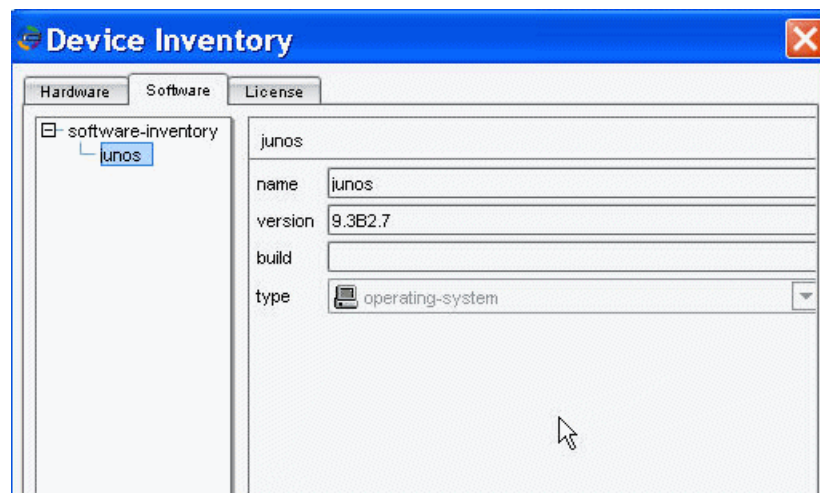 Device Inventory
Hardware Software License
software-inventory
junos
junos
name junos
version 9.3B2.7
build
type operating-system